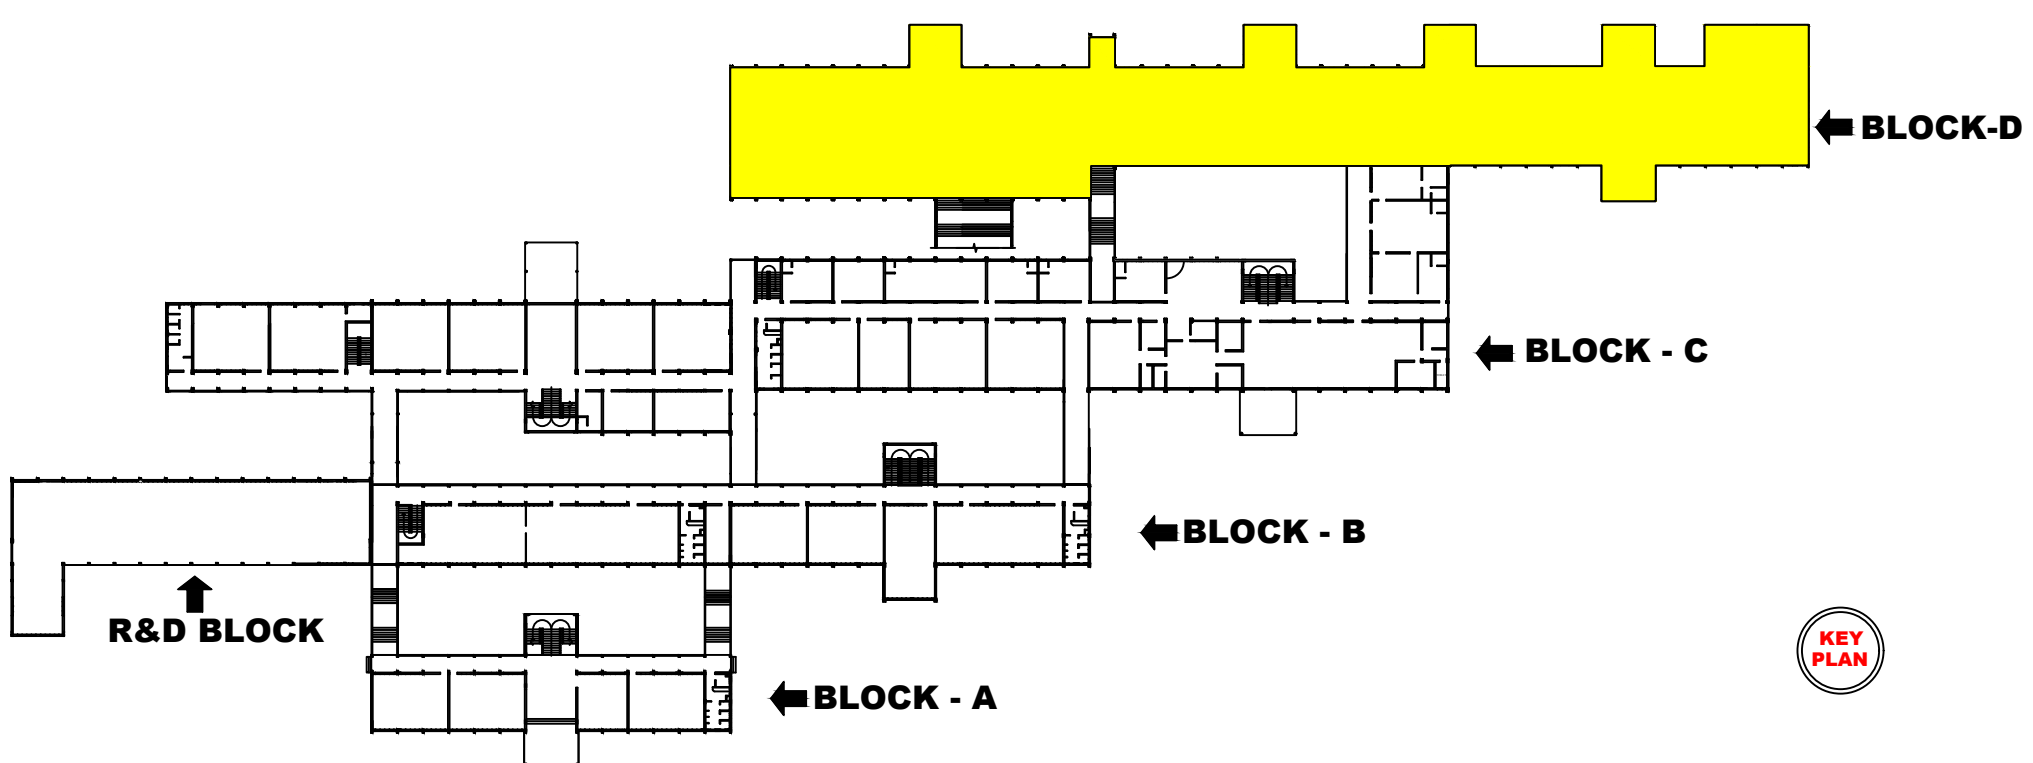 BLOCK-D
BLOCK - C
BLOCK - B
R&D BLOCK
KEY
PLAN
BLOCK - A